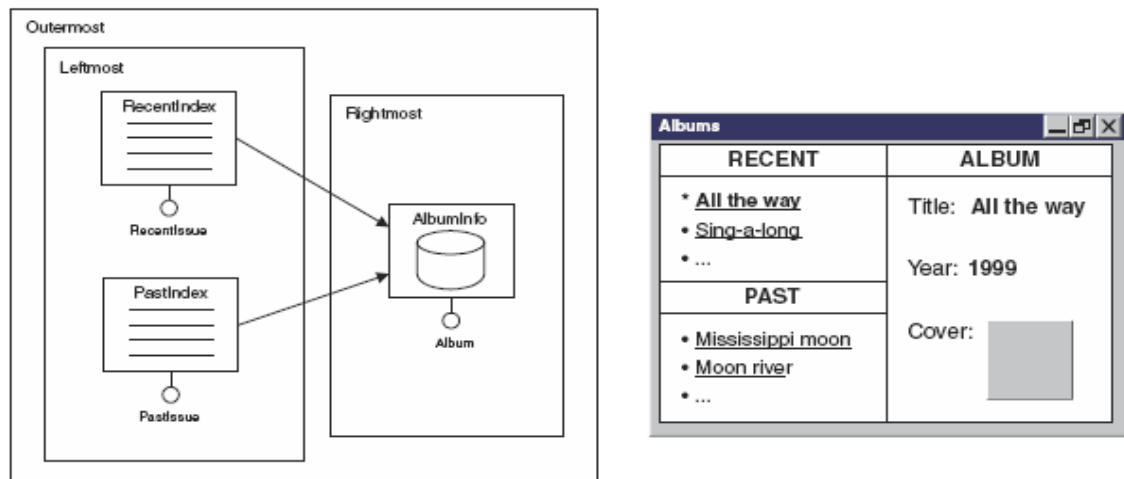 Outermost
Leftmost
RecentIndex
RecentIssue
PastIndex
PastIssue
Rightmost
AlbumInfo
Album
Albums
RECENT
* All the way
• Sing-a-long
• ...
PAST
• Mississippi moon
• Moon river
• ...
ALBUM
Title: All the way
Year: 1999
Cover: